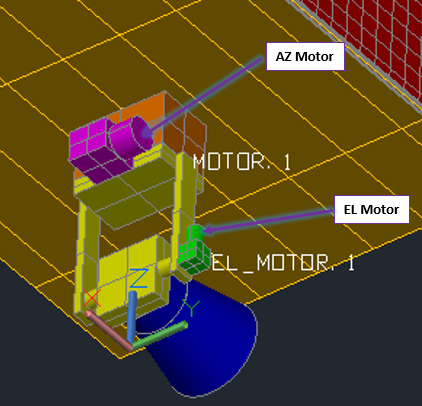 AZ Motor
MOTOR.1
EL Motor
EL_MOTOR.1
Z
X
Y